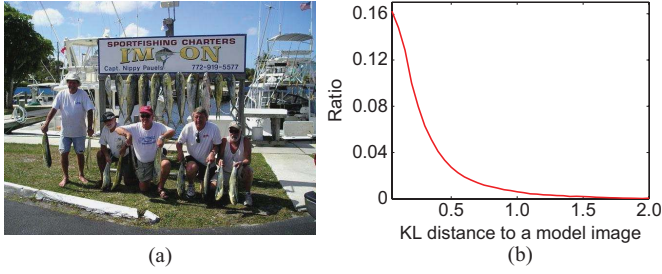 SPORTFISHING CHARTERS
IM ON
Capt. Nippy Pauels 772-919-5577
(a)
0.16
0.12
0.08
0.04
0
Ratio
0.5 1.0 1.5 2.0
KL distance to a model image
(b)